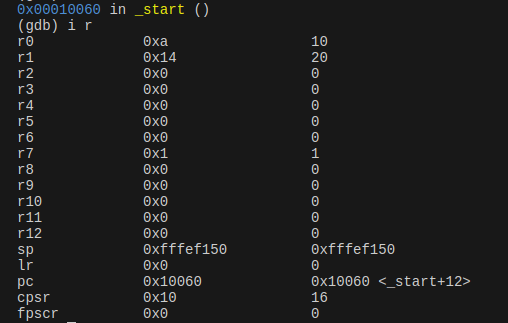 0x00010060 in _start ()
(gdb) i r
r0 0xa 10
r1 0x14 20
r2 0x0 0
r3 0x0 0
r4 0x0 0
r5 0x0 0
r6 0x0 0
r7 0x1 1
r8 0x0 0
r9 0x0 0
r10 0x0 0
r11 0x0 0
r12 0x0 0
sp 0xfffef150 0xfffef150
lr 0x0 0
pc 0x10060 0x10060 <_start+12>
cpsr 0x10 16
fpscr 0x0 0